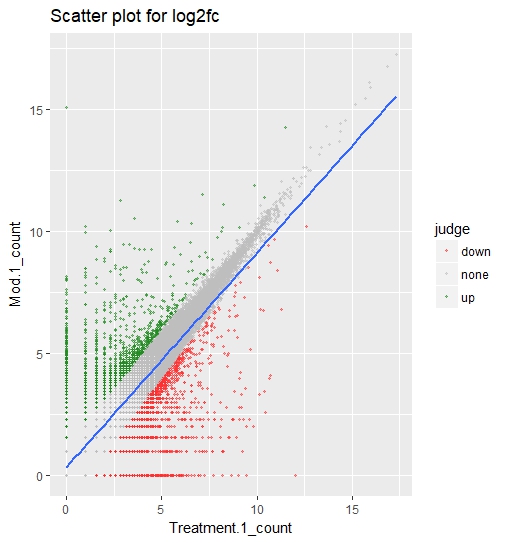 Scatter plot for log2fc
15
10
5
0
Mod.1_count
0 5 10 15
Treatment.1_count
judge
down
none
up